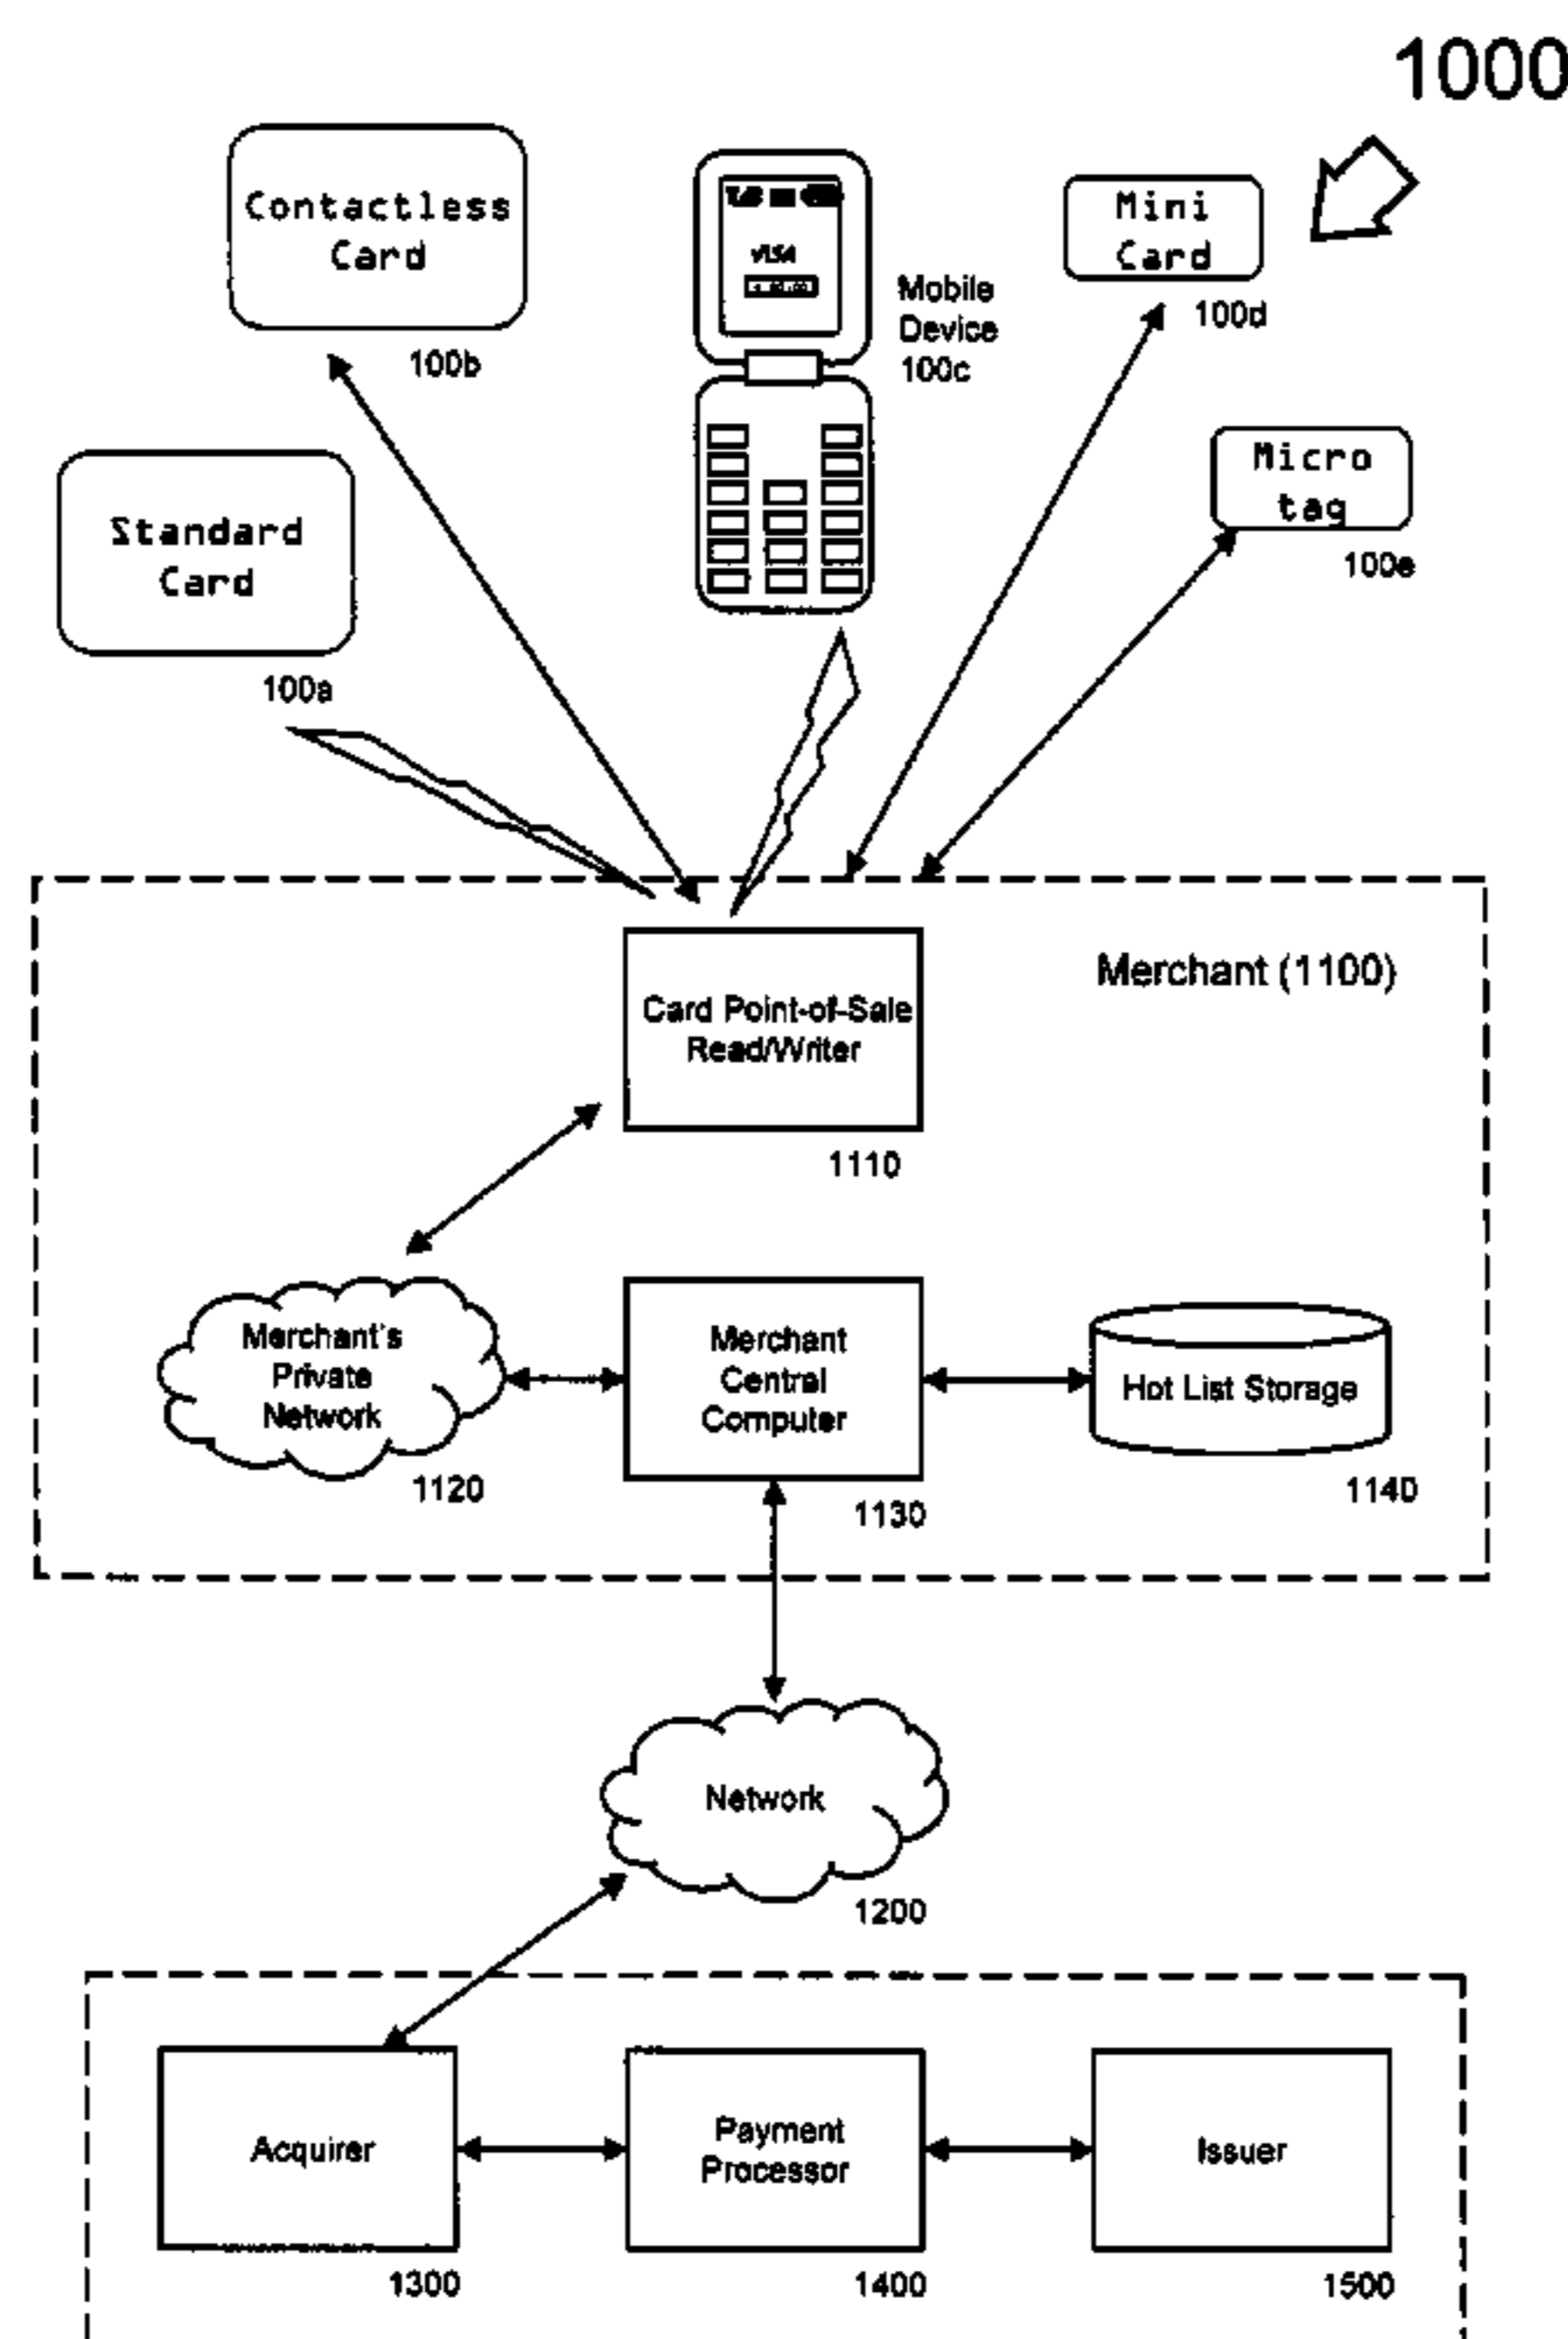 1000
Contactless
Card
100b
VISA
Mobile
Device
100c
Mini
Card
100d
Standard
Card
100a
Micro
tag
100e
Merchant (1100)
Card Point-of-Sale
Read/Writer
1110
Merchant's
Private
Network
1120
Merchant
Central
Computer
1130
Hot List Storage
1140
Network
1200
Acquirer
1300
Payment
Processor
1400
Issuer
1500